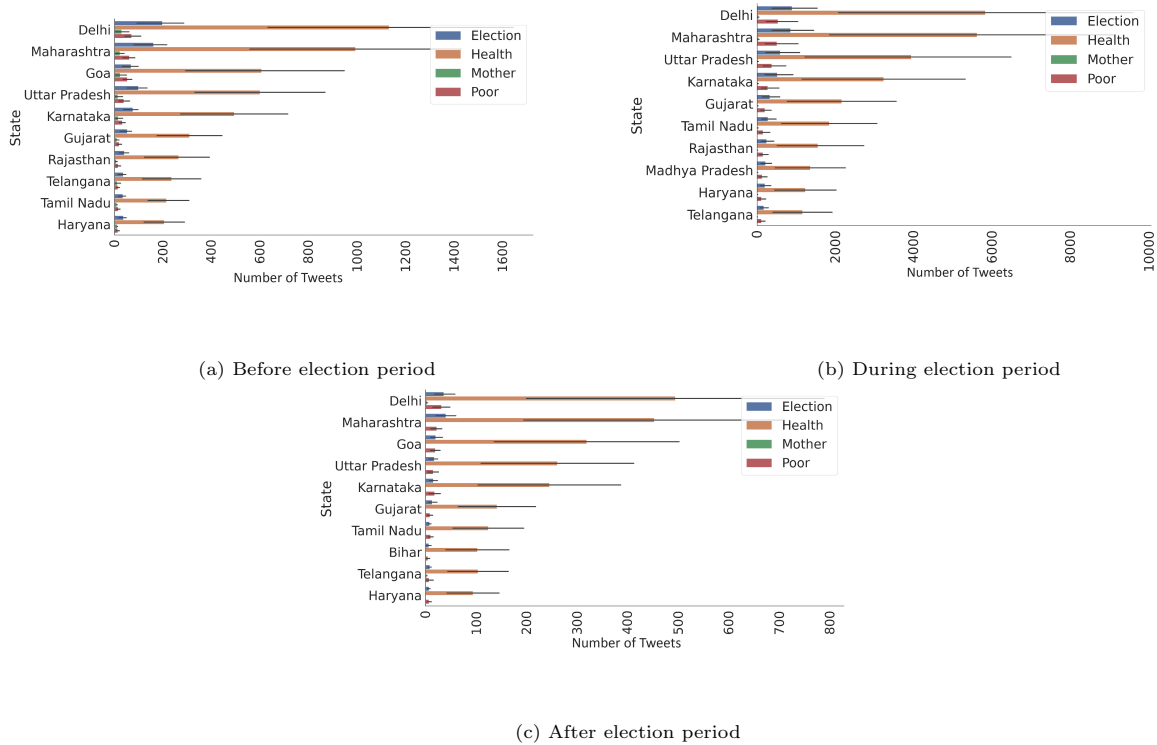 Delhi
Maharashtra
Goa
Uttar Pradesh
Karnataka
Gujarat
Rajasthan
Telangana
Tamil Nadu
Haryana
State
0
200
400
600
800
1000
1200
1400
1600
Number of Tweets
Election
Health
Mother
Poor
(a) Before election period
Delhi
Maharashtra
Uttar Pradesh
Karnataka
Gujarat
Tamil Nadu
Rajasthan
Madhya Pradesh
Haryana
Telangana
State
0
2000
4000
6000
8000
10000
Number of Tweets
Election
Health
Mother
Poor
(b) During election period
Delhi
Maharashtra
Goa
Uttar Pradesh
Karnataka
Gujarat
Tamil Nadu
Bihar
Telangana
Haryana
State
0
100
200
300
400
500
600
700
800
Number of Tweets
Election
Health
Mother
Poor
(c) After election period